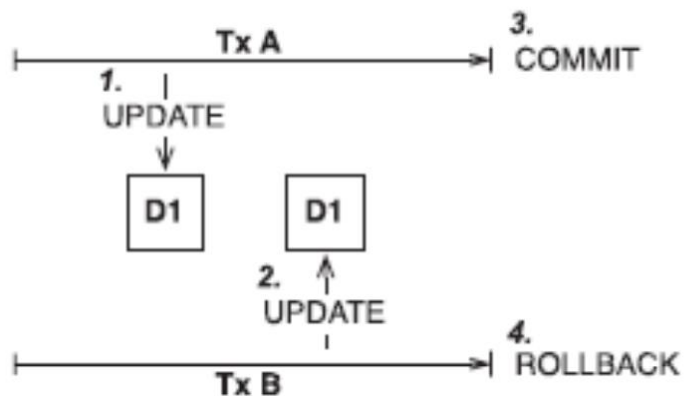 Tx A
3.
COMMIT
1.
UPDATE
D1
D1
2.
UPDATE
4.
ROLLBACK
Tx B